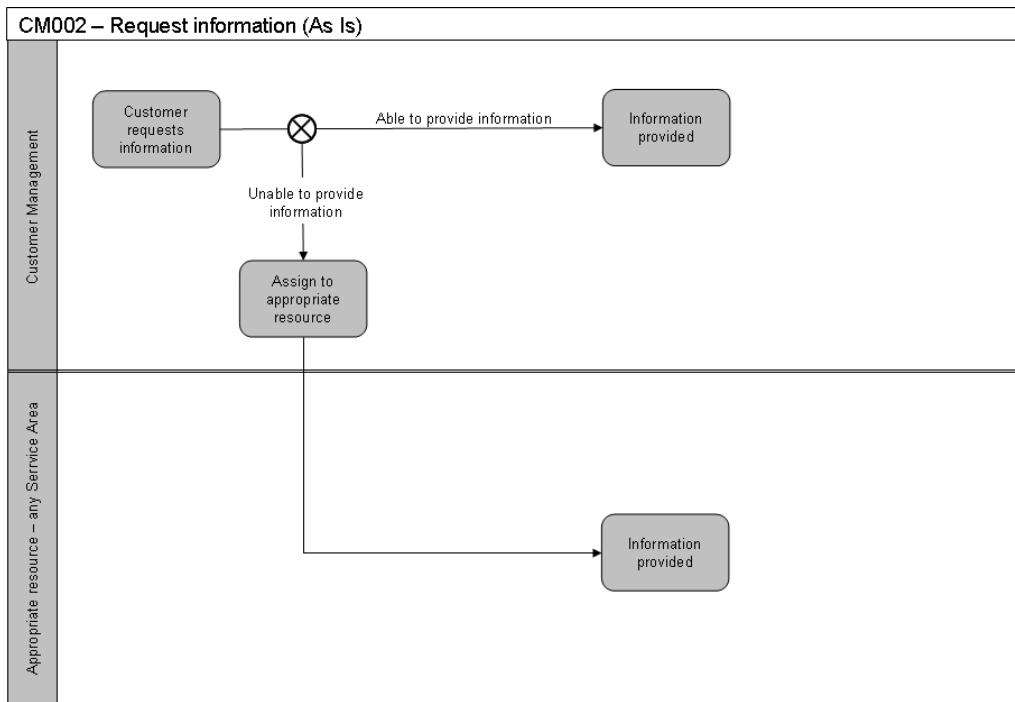 CM002 – Request information (As Is)
Customer Management
Customer
requests
information
Able to provide information
Information
provided
Unable to provide
information
Assign to
appropriate
resource
Appropriate resource – any Serrvice Area
Information
provided